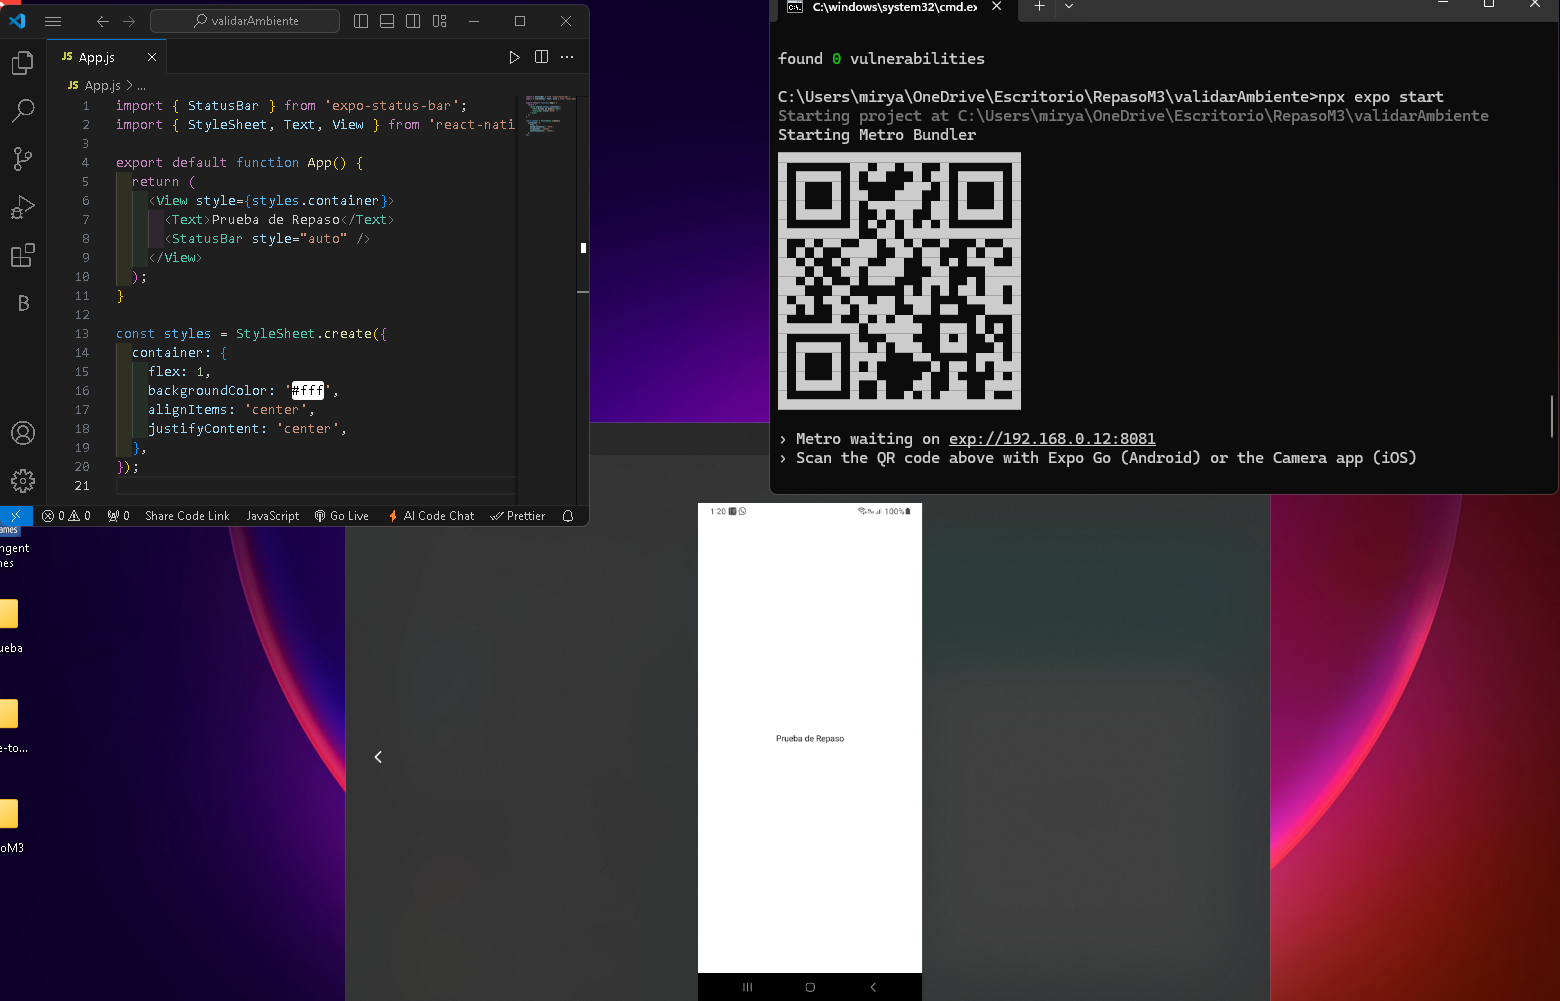 validarAmbiente
JS App.js
JS App.js > ...
1 import { StatusBar } from 'expo-status-bar';
2 import { StyleSheet, Text, View } from 'react-nati
3
4 export default function App() {
5 return (
6 <View style={styles.container}>
7 <Text>Prueba de Repaso</Text>
8 <StatusBar style="auto" />
9 </View>
10 );
11 }
12
13 const styles = StyleSheet.create({
14 container: {
15 flex: 1,
16 backgroundColor: '#fff',
17 alignItems: 'center',
18 justifyContent: 'center',
19 },
20 });
21
0 0 0 Share Code Link JavaScript Go Live AI Code Chat Prettier
C:\windows\system32\cmd.e
found 0 vulnerabilities
C:\Users\mirya\OneDrive\Escritorio\RepasoM3\validarAmbiente>npx expo start
Starting project at C:\Users\mirya\OneDrive\Escritorio\RepasoM3\validarAmbiente
Starting Metro Bundler
› Metro waiting on exp://192.168.0.12:8081
› Scan the QR code above with Expo Go (Android) or the Camera app (iOS)
ames
ngent
nes
ueba
e-to...
oM3
1:20
100%
Prueba de Repaso